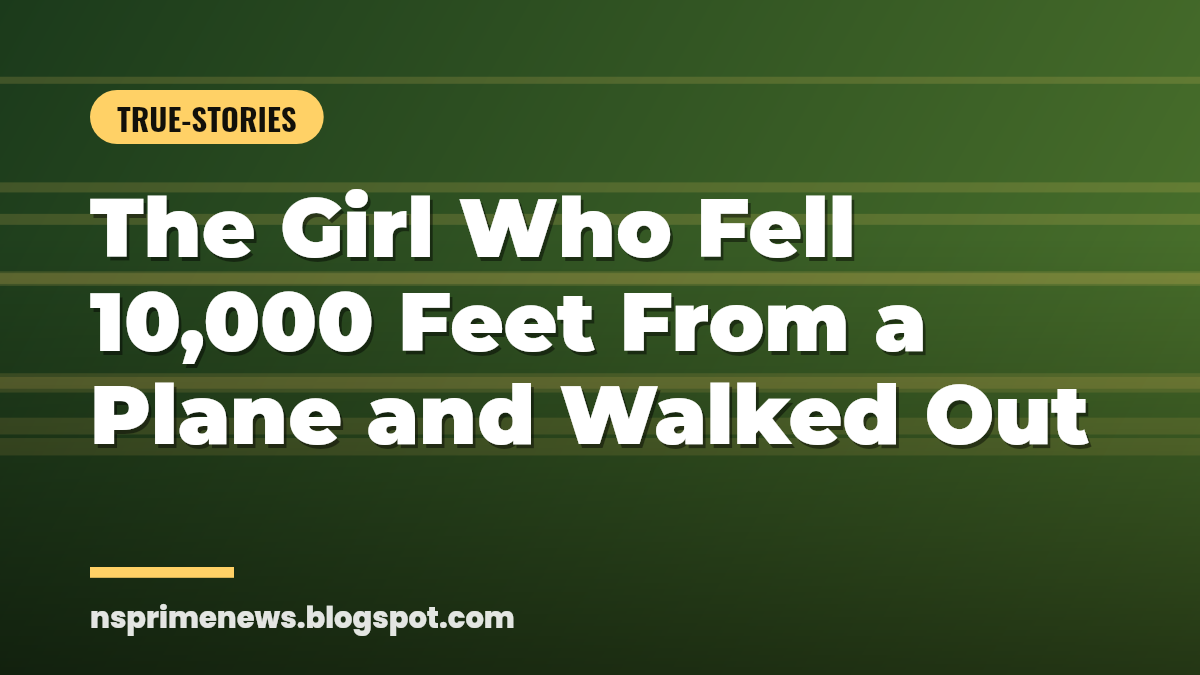 TRUE-STORIES
The Girl Who Fell
10,000 Feet From a
Plane and Walked Out
nsprimenews.blogspot.com